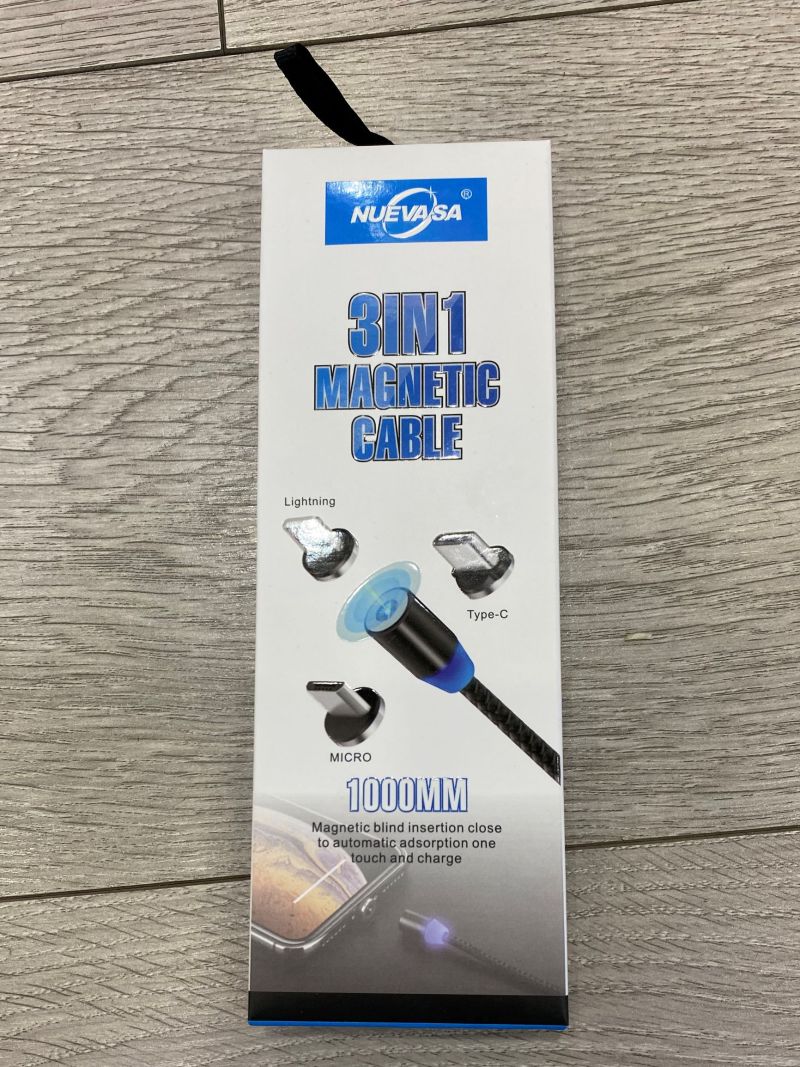 NUEVASA®
3IN1
MAGNETIC
CABLE
Lightning
Type-C
MICRO
1000MM
Magnetic blind insertion close
to automatic adsorption one
touch and charge